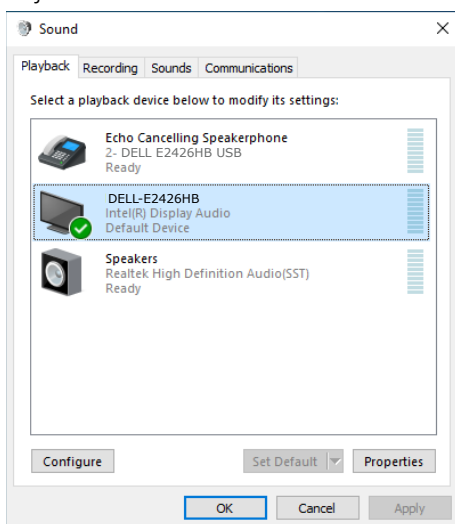 Sound
Playback Recording Sounds Communications
Select a playback device below to modify its settings:
Echo Cancelling Speakerphone
2- DELL E2426HB USB
Ready
DELL-E2426HB
Intel(R) Display Audio
Default Device
Speakers
Realtek High Definition Audio(SST)
Ready
Configure Set Default Properties
OK Cancel Apply